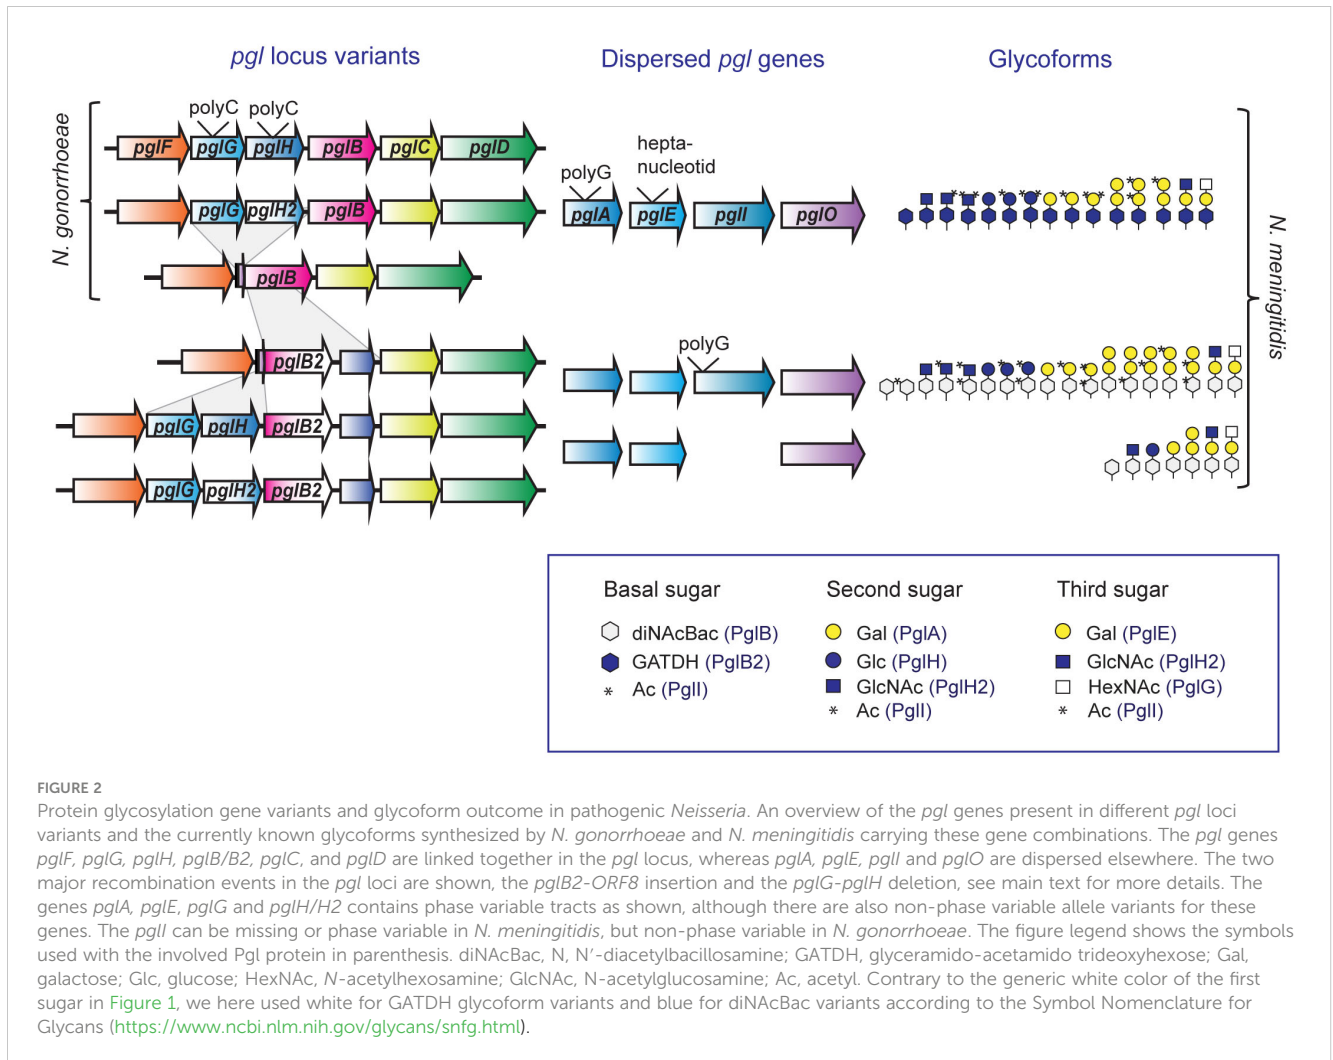 pgl locus variants
Dispersed pgl genes
Glycoforms
N. gonorrhoeae
polyC
polyC
pglF
pglG
pglH
pglB
pglC
pglD
hepta-
nucleotid
polyG
pglG
pglH2
pglB
pglA
pglE
pglI
pglO
N. meningitidis
pglB
polyG
pglB2
pglG
pglH
pglB2
pglG
pglH2
pglB2
Basal sugar
Second sugar
Third sugar
diNAcBac (PglB)
Gal (PglA)
Gal (PglE)
GATDH (PglB2)
Glc (PglH)
GlcNAc (PglH2)
* Ac (PglI)
GlcNAc (PglH2)
HexNAc (PglG)
* Ac (PglI)
* Ac (PglI)
FIGURE 2
Protein glycosylation gene variants and glycoform outcome in pathogenic Neisseria. An overview of the pgl genes present in different pgl loci
variants and the currently known glycoforms synthesized by N. gonorrhoeae and N. meningitidis carrying these gene combinations. The pgl genes
pglF, pglG, pglH, pglB/B2, pglC, and pglD are linked together in the pgl locus, whereas pglA, pglE, pglI and pglO are dispersed elsewhere. The two
major recombination events in the pgl loci are shown, the pglB2-ORF8 insertion and the pglG-pglH deletion, see main text for more details. The
genes pglA, pglE, pglG and pglH/H2 contains phase variable tracts as shown, although there are also non-phase variable allele variants for these
genes. The pglI can be missing or phase variable in N. meningitidis, but non-phase variable in N. gonorrhoeae. The figure legend shows the symbols
used with the involved Pgl protein in parenthesis. diNAcBac, N, N′-diacetylbacillosamine; GATDH, glyceramido-acetamido trideoxyhexose; Gal,
galactose; Glc, glucose; HexNAc, N-acetylhexosamine; GlcNAc, N-acetylglucosamine; Ac, acetyl. Contrary to the generic white color of the first
sugar in Figure 1, we here used white for GATDH glycoform variants and blue for diNAcBac variants according to the Symbol Nomenclature for
Glycans (https://www.ncbi.nlm.nih.gov/glycans/snfg.html).